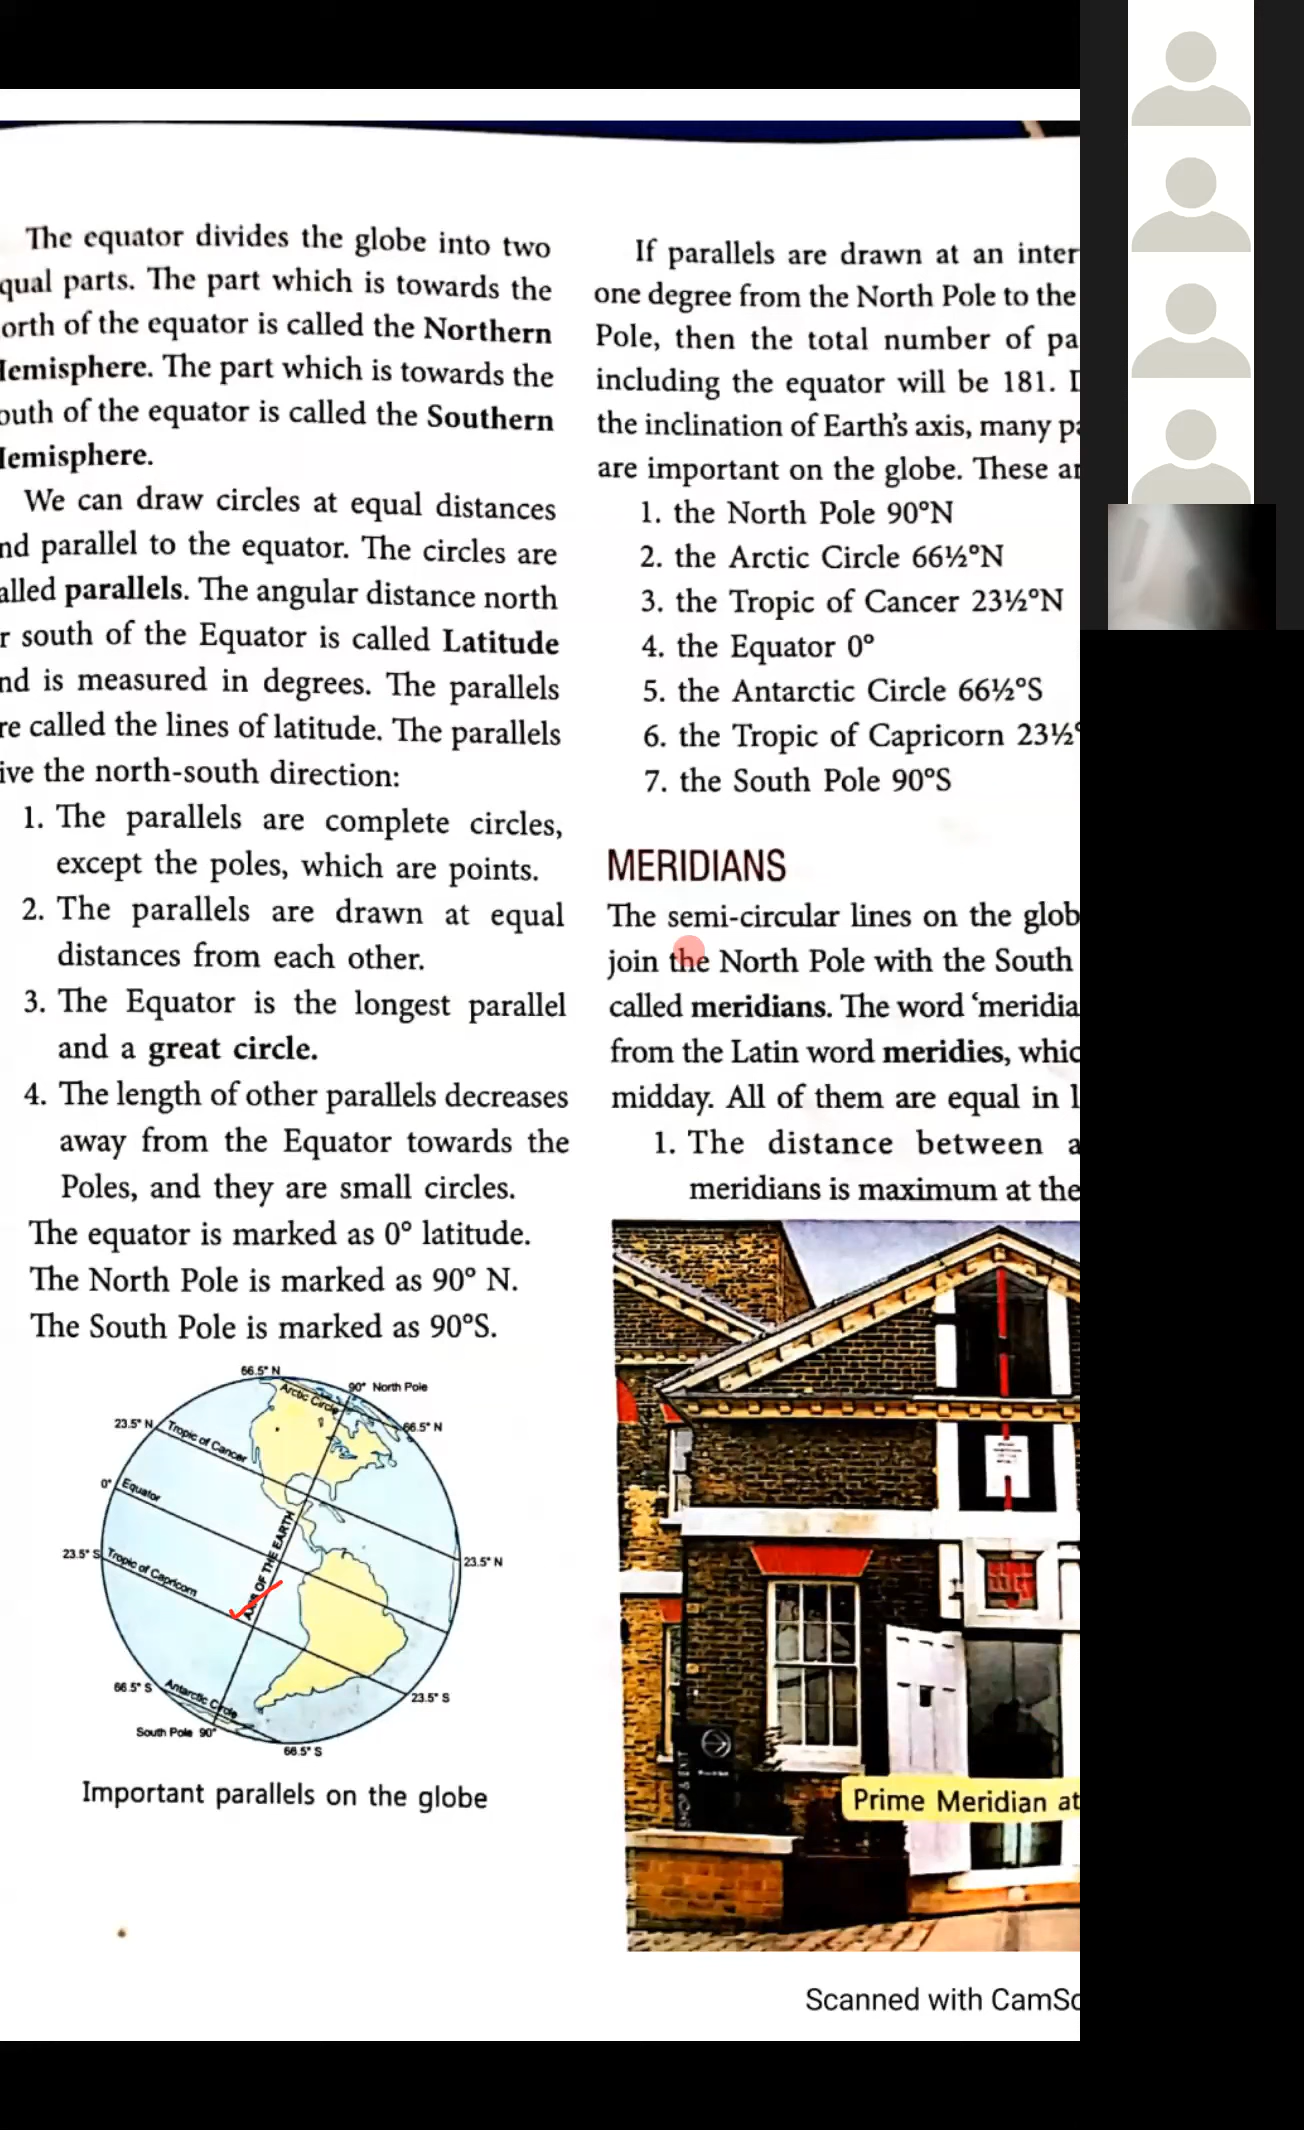 The equator divides the globe into two
qual parts. The part which is towards the
orth of the equator is called the Northern
emisphere. The part which is towards the
outh of the equator is called the Southern
emisphere.
We can draw circles at equal distances
nd parallel to the equator. The circles are
alled parallels. The angular distance north
r south of the Equator is called Latitude
nd is measured in degrees. The parallels
re called the lines of latitude. The parallels
ive the north-south direction:
1. The parallels are complete circles,
except the poles, which are points.
2. The parallels are drawn at equal
distances from each other.
3. The Equator is the longest parallel
and a great circle.
4. The length of other parallels decreases
away from the Equator towards the
Poles, and they are small circles.
The equator is marked as 0° latitude.
The North Pole is marked as 90° N.
The South Pole is marked as 90°S.
66.5° N
90° North Pole
Arctic Circle
66.5° N
23.5° N
Tropic of Cancer
0°
Equator
AXIS OF THE EARTH
23.5° S
Tropic of Capricorn
23.5° N
66.5° S
Antarctic Circle
23.5° S
South Pole 90°
66.5° S
Important parallels on the globe
If parallels are drawn at an inter
one degree from the North Pole to the
Pole, then the total number of pa
including the equator will be 181.
the inclination of Earth's axis, many p
are important on the globe. These ar
1. the North Pole 90°N
2. the Arctic Circle 66½°N
3. the Tropic of Cancer 23½°N
4. the Equator 0°
5. the Antarctic Circle 66½°S
6. the Tropic of Capricorn 23½°
7. the South Pole 90°S
MERIDIANS
The semi-circular lines on the glob
join the North Pole with the South
called meridians. The word ‘meridia
from the Latin word meridies, whic
midday. All of them are equal in l
1. The distance between a
meridians is maximum at the
SHOP & EXIT
Prime Meridian at
Scanned with CamSc